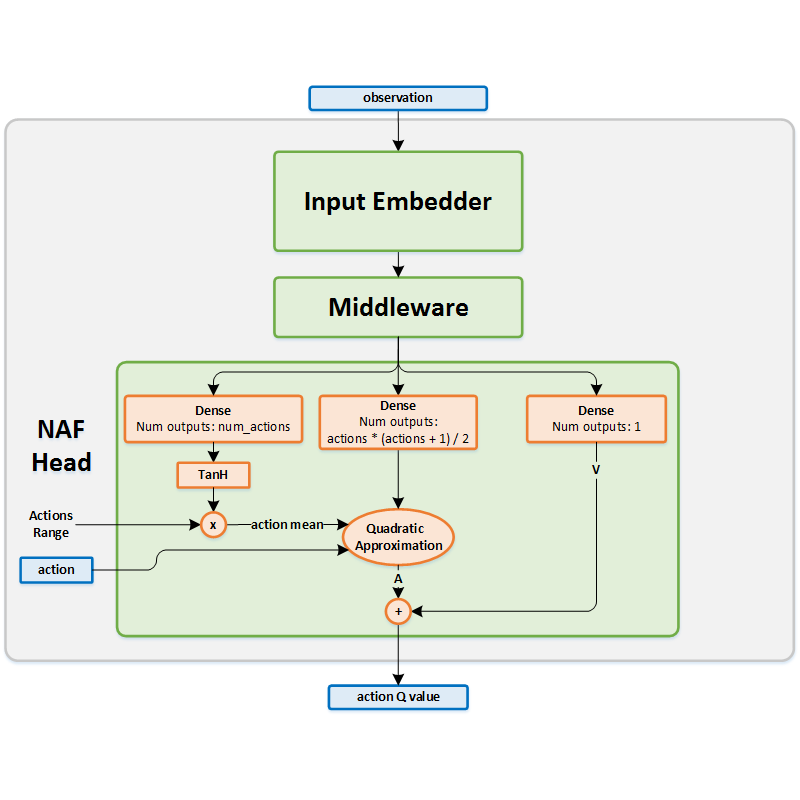 observation
Input Embedder
Middleware
NAF
Head
Dense
Num outputs: num_actions
Dense
Num outputs:
actions * (actions + 1) / 2
Dense
Num outputs: 1
TanH
V
Actions
Range
x
action mean
Quadratic
Approximation
action
A
+
action Q value